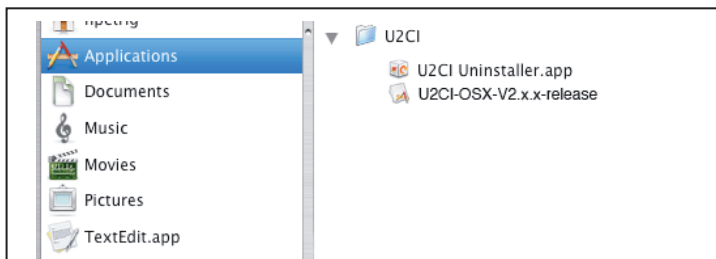 Applications
Documents
Music
Movies
Pictures
TextEdit.app
U2CI
U2CI Uninstaller.app
U2CI-OSX-V2.x.x-release